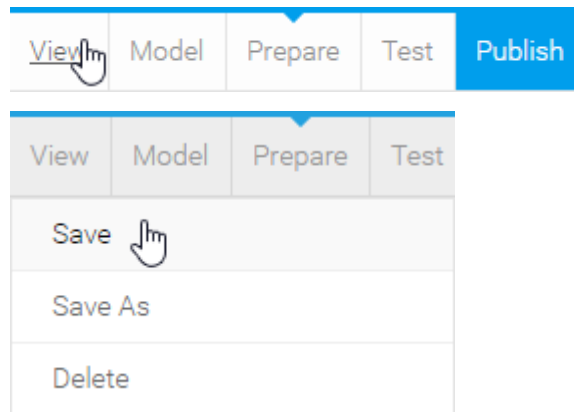 View Model Prepare Test Publish
View Model Prepare Test
Save
Save As
Delete